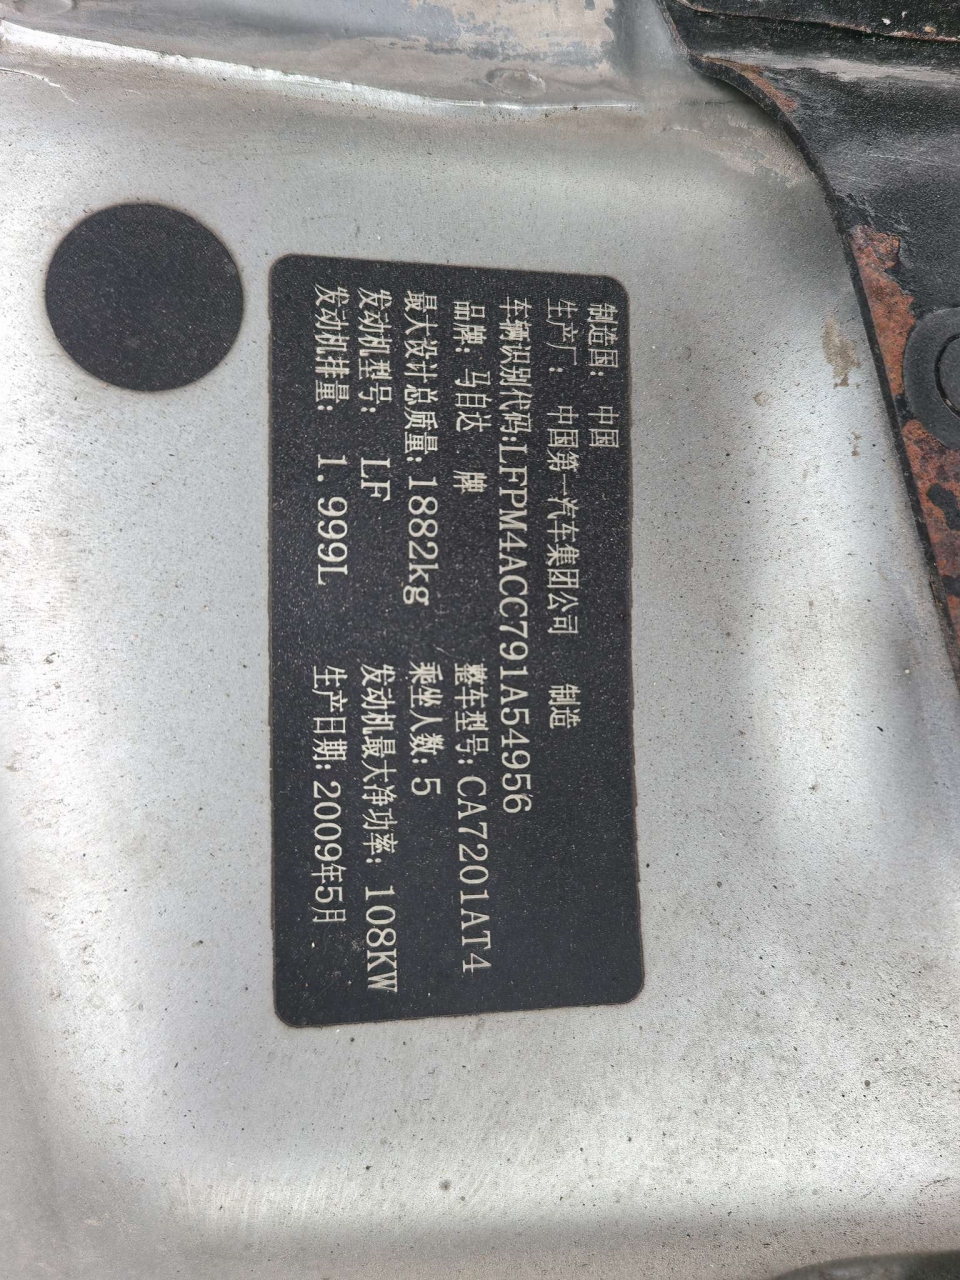 制造国：中国
生产厂：中国第一汽车集团公司 制造
车辆识别代码:LFPM4ACC791A54956
品牌：马自达 牌 整车型号:CA7201AT4
最大设计总质量:1882kg 乘坐人数:5
发动机型号: LF 发动机最大净功率: 108KW
发动机排量: 1.999L 生产日期: 2009年5月